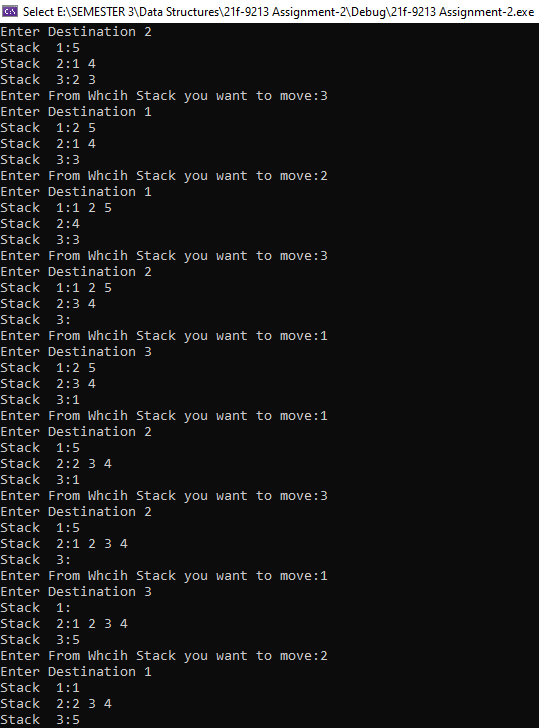 Select E:\SEMESTER 3\Data Structures\21f-9213 Assignment-2\Debug\21f-9213 Assignment-2.exe
Enter Destination 2
Stack  1:5
Stack  2:1 4
Stack  3:2 3
Enter From Whcih Stack you want to move:3
Enter Destination 1
Stack  1:2 5
Stack  2:1 4
Stack  3:3
Enter From Whcih Stack you want to move:2
Enter Destination 1
Stack  1:1 2 5
Stack  2:4
Stack  3:3
Enter From Whcih Stack you want to move:3
Enter Destination 2
Stack  1:1 2 5
Stack  2:3 4
Stack  3:
Enter From Whcih Stack you want to move:1
Enter Destination 3
Stack  1:2 5
Stack  2:3 4
Stack  3:1
Enter From Whcih Stack you want to move:1
Enter Destination 2
Stack  1:5
Stack  2:2 3 4
Stack  3:1
Enter From Whcih Stack you want to move:3
Enter Destination 2
Stack  1:5
Stack  2:1 2 3 4
Stack  3:
Enter From Whcih Stack you want to move:1
Enter Destination 3
Stack  1:
Stack  2:1 2 3 4
Stack  3:5
Enter From Whcih Stack you want to move:2
Enter Destination 1
Stack  1:1
Stack  2:2 3 4
Stack  3:5